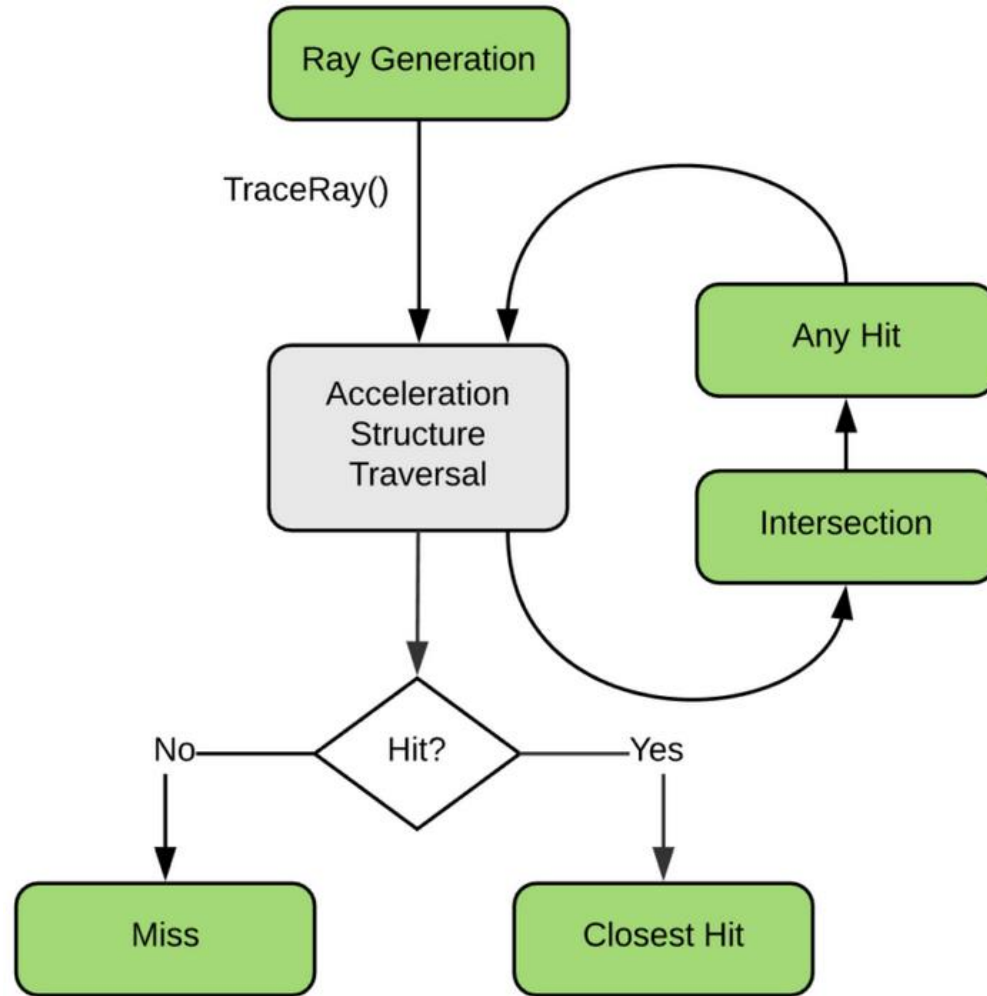 Ray Generation
TraceRay()
Any Hit
Acceleration
Structure
Traversal
Intersection
Hit?
No
Yes
Miss
Closest Hit